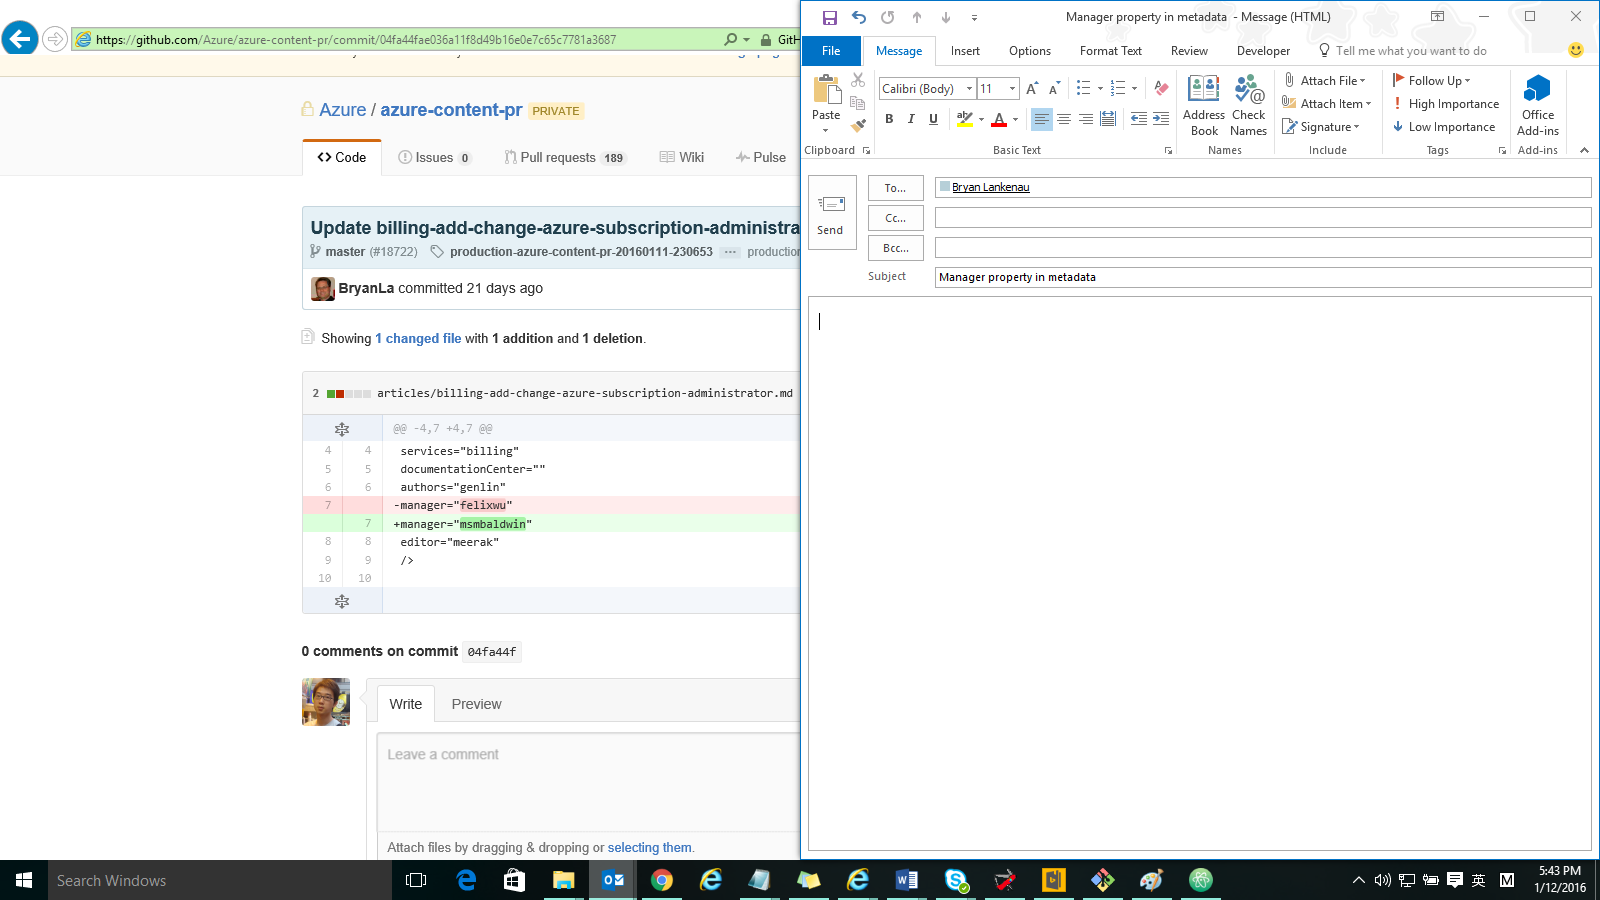 https://github.com/Azure/azure-content-pr/commit/04fa44fae036a11f8d49b16e0e7c65c7781a3687
GitH
Azure / azure-content-pr PRIVATE
Code
Issues 0
Pull requests 189
Wiki
Pulse
Update billing-add-change-azure-subscription-administra
master (#18722) production-azure-content-pr-20160111-230653 ... production
BryanLa committed 21 days ago
Showing 1 changed file with 1 addition and 1 deletion.
2 articles/billing-add-change-azure-subscription-administrator.md
@@ -4,7 +4,7 @@
4 4 services="billing"
5 5 documentationCenter=""
6 6 authors="genlin"
7 -manager="felixwu"
7 +manager="msmbaldwin"
8 8 editor="meerak"
9 9 />
10 10
0 comments on commit 04fa44f
Write
Preview
Leave a comment
Attach files by dragging & dropping or selecting them.
Manager property in metadata - Message (HTML)
File
Message
Insert
Options
Format Text
Review
Developer
Tell me what you want to do
Paste
Clipboard
Calibri (Body)
11
B I U
Basic Text
Address Book
Check Names
Names
Attach File
Attach Item
Signature
Include
Follow Up
High Importance
Low Importance
Tags
Office Add-ins
Add-ins
Send
To...
Bryan Lankenau
Cc...
Bcc...
Subject
Manager property in metadata
Search Windows
英
M
5:43 PM
1/12/2016